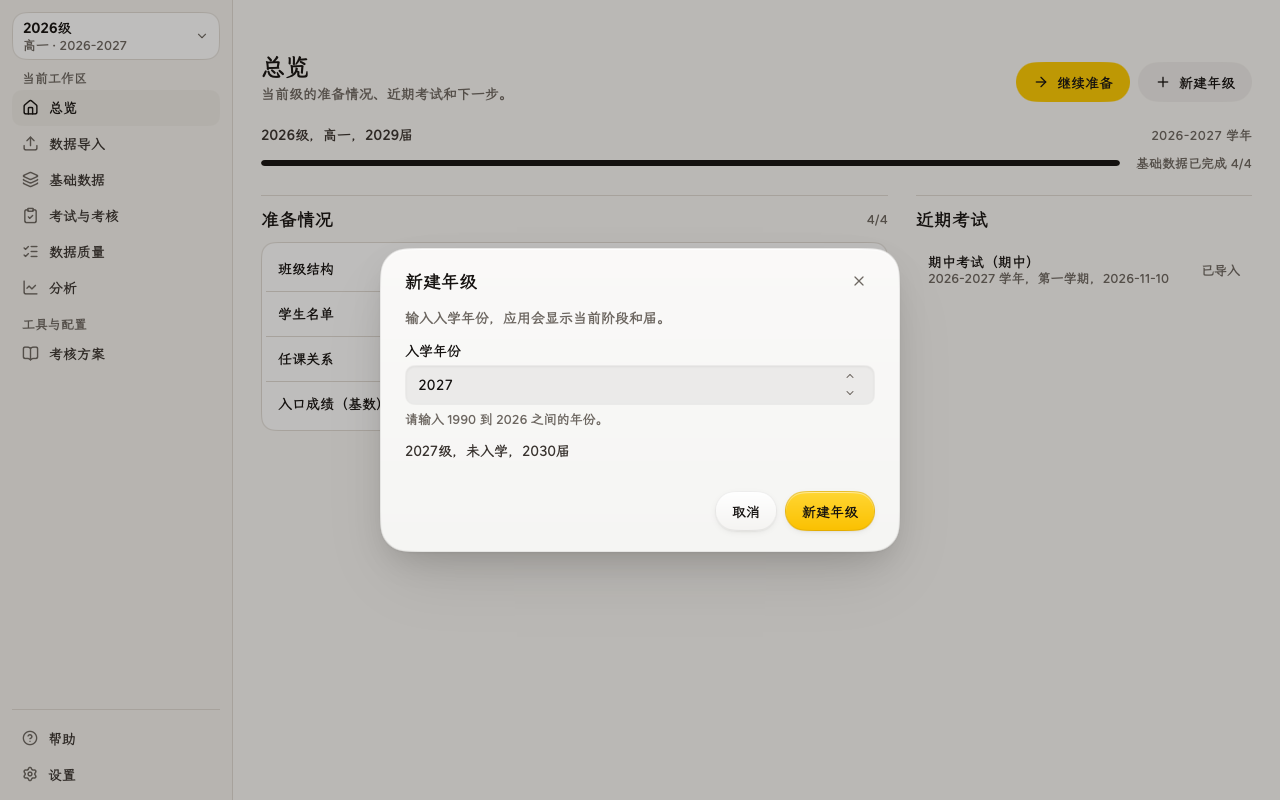 2026级
高一 · 2026-2027
当前工作区
总览
数据导入
基础数据
考试与考核
数据质量
分析
工具与配置
考核方案
帮助
设置
总览
当前级的准备情况、近期考试和下一步。
继续准备
新建年级
2026级，高一，2029届
2026-2027 学年
基础数据已完成 4/4
准备情况
4/4
班级结构
学生名单
任课关系
入口成绩（基数）
近期考试
期中考试（期中）
2026-2027 学年，第一学期，2026-11-10
已导入
新建年级
输入入学年份，应用会显示当前阶段和届。
入学年份
2027
请输入 1990 到 2026 之间的年份。
2027级，未入学，2030届
取消
新建年级